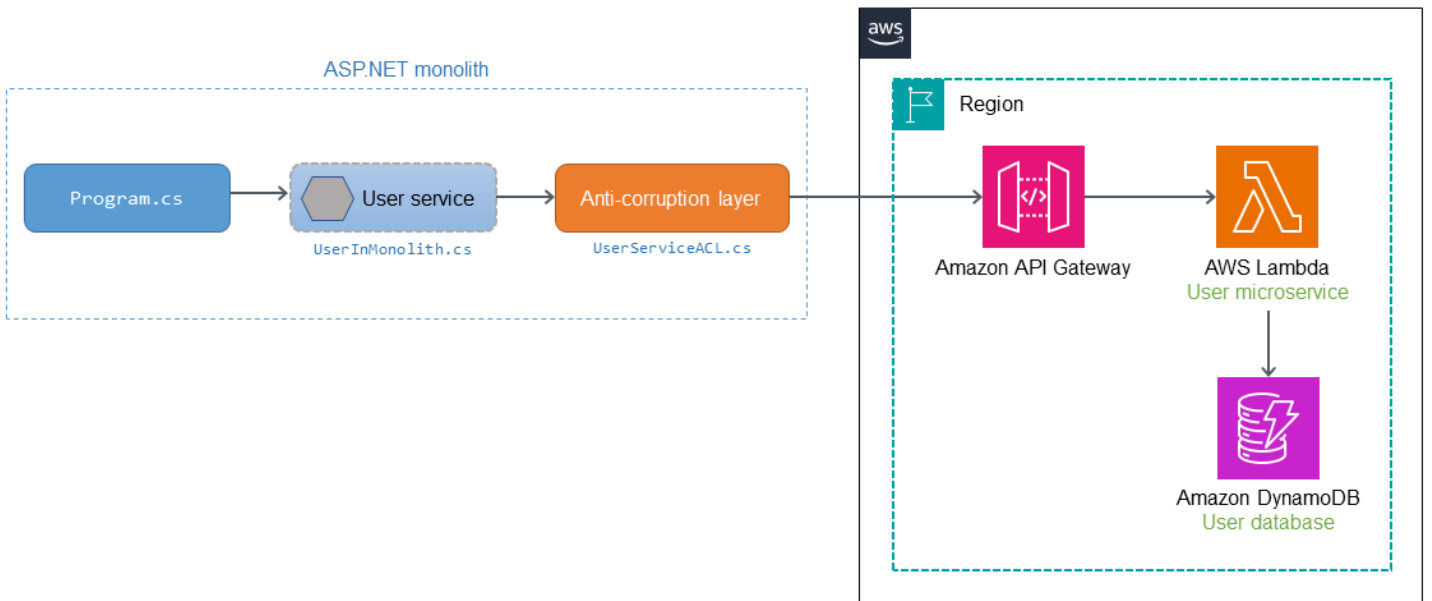 aws
ASP.NET monolith
Region
Program.cs
User service
Anti-corruption layer
</>
UserInMonolith.cs
UserServiceACL.cs
Amazon API Gateway
AWS Lambda
User microservice
Amazon DynamoDB
User database